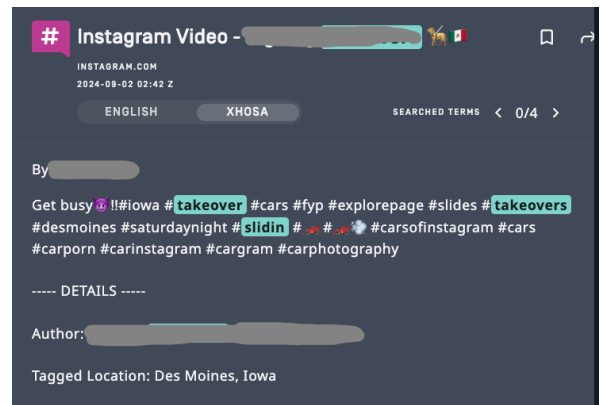 # Instagram Video -
🐆🇲🇽
INSTAGRAM.COM
2024-09-02 02:42 Z
ENGLISH XHOSA SEARCHED TERMS < 0/4 >
By
Get busy😈!!#iowa #takeover #cars #fyp #explorepage #slides #takeovers
#desmoines #saturdaynight #slidin #🏎️ #🏎️💨 #carsofinstagram #cars
#carporn #carinstagram #cargram #carphotography
----- DETAILS -----
Author:
Tagged Location: Des Moines, Iowa